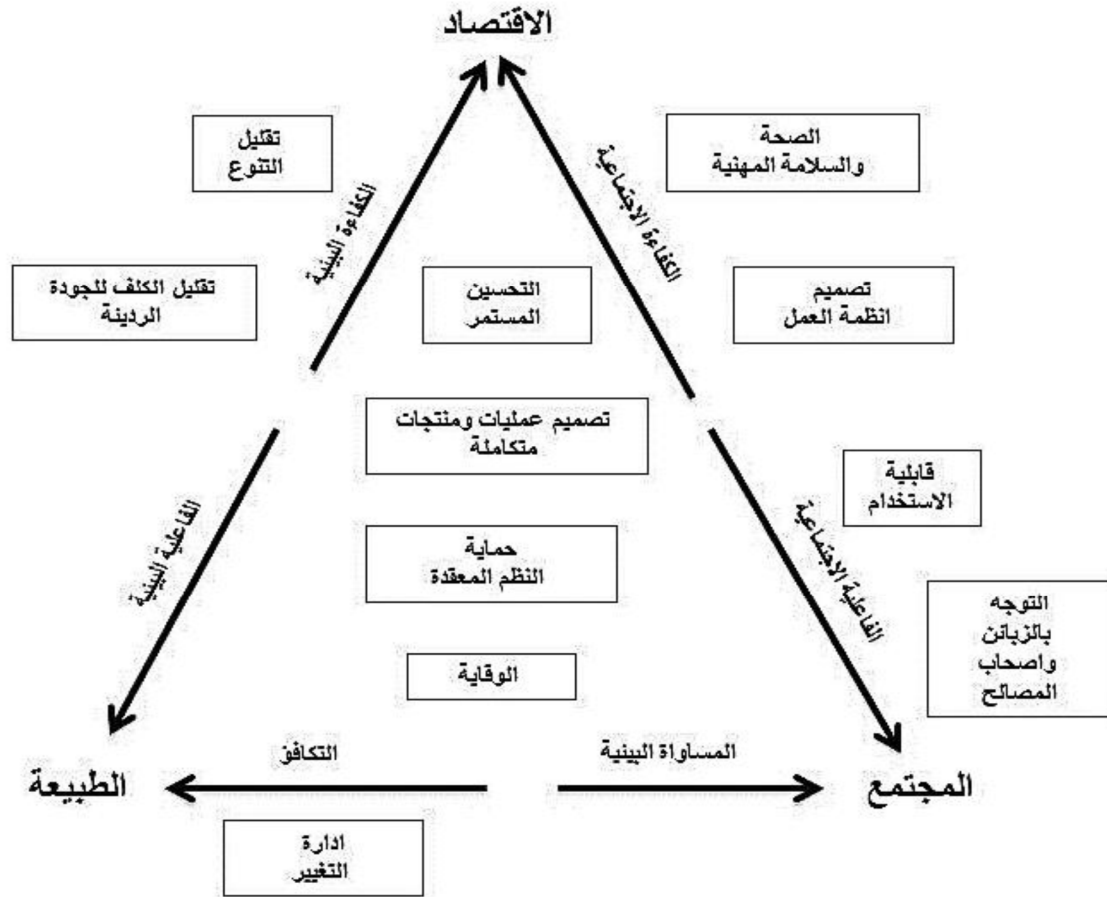 الاقتصاد
تقليل
التنوع
الصحة
والسلامة المهنية
الكفاءة البيئية
الكفاءة الاجتماعية
تقليل الكلف للجودة
الرديئة
التحسين
المستمر
تصميم
انظمة العمل
تصميم عمليات ومنتجات
متكاملة
قابلية
الاستخدام
الفاعلية البيئية
الفاعلية الاجتماعية
حماية
النظم المعقدة
التوجه
بالزبائن
واصحاب
المصالح
الوقاية
التكافؤ
المساواة البيئية
الطبيعة
المجتمع
ادارة
التغيير